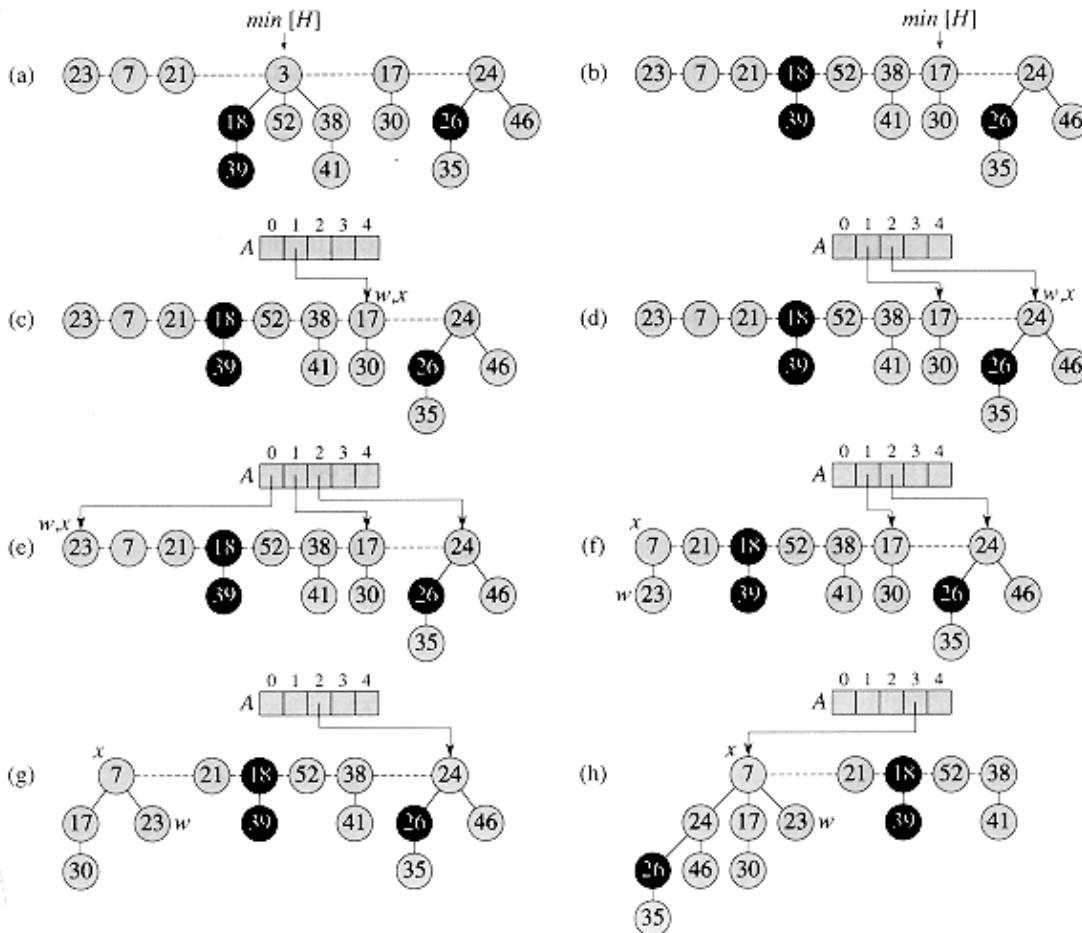 min [H]
min [H]
(a) 23 7 21 3 17 24
18 52 38 30 26 46
39 41 35
(b) 23 7 21 18 52 38 17 24
39 41 30 26 46
35
0 1 2 3 4
A
w,x
(c) 23 7 21 18 52 38 17 24
39 41 30 26 46
35
0 1 2 3 4
A
w,x
(d) 23 7 21 18 52 38 17 24
39 41 30 26 46
35
0 1 2 3 4
A
w,x
(e) 23 7 21 18 52 38 17 24
39 41 30 26 46
35
0 1 2 3 4
A
x
(f) 7 21 18 52 38 17 24
w 23 39 41 30 26 46
35
0 1 2 3 4
A
x
(g) 7 21 18 52 38 24
17 23 w 39 41 26 46
30 35
0 1 2 3 4
A
x
(h) 7 21 18 52 38
24 17 23 w 39 41
26 46 30
35